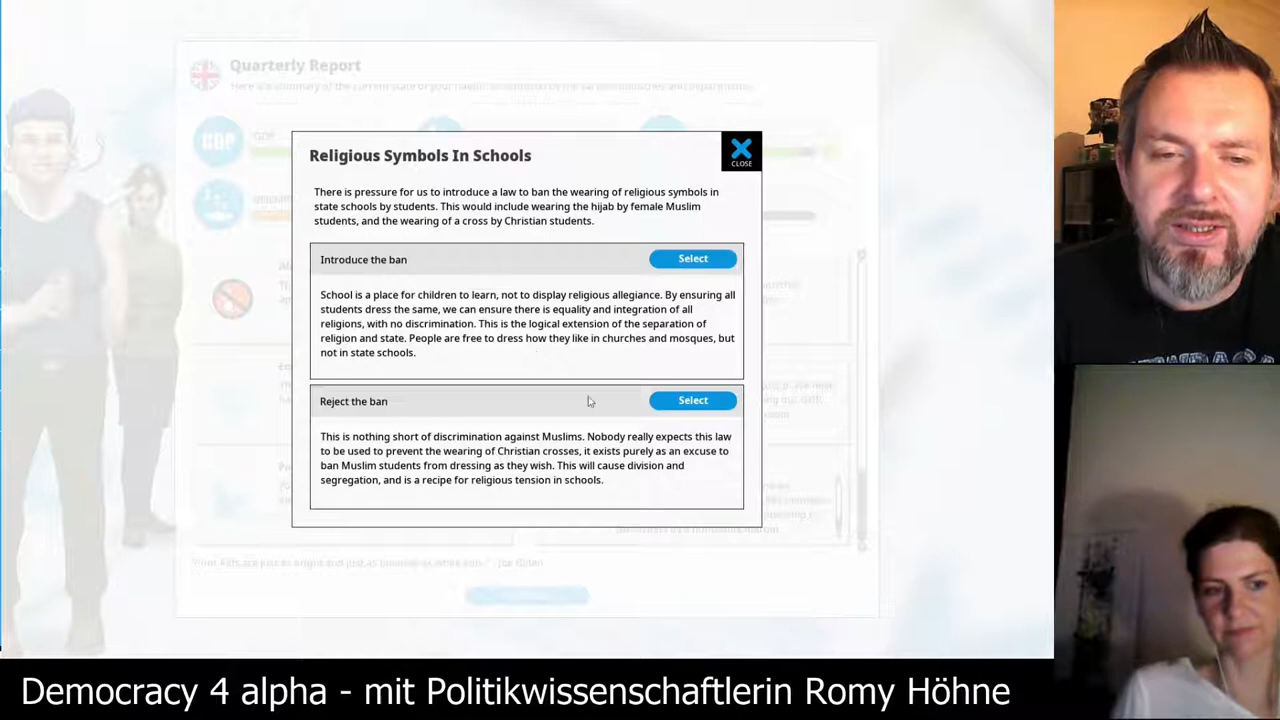 Quarterly Report
GDP
Religious Symbols In Schools
CLOSE
There is pressure for us to introduce a law to ban the wearing of religious symbols in
state schools by students. This would include wearing the hijab by female Muslim
students, and the wearing of a cross by Christian students.
Introduce the ban
Select
School is a place for children to learn, not to display religious allegiance. By ensuring all
students dress the same, we can ensure there is equality and integration of all
religions, with no discrimination. This is the logical extension of the separation of
religion and state. People are free to dress how they like in churches and mosques, but
not in state schools.
Reject the ban
Select
This is nothing short of discrimination against Muslims. Nobody really expects this law
to be used to prevent the wearing of Christian crosses, it exists purely as an excuse to
ban Muslim students from dressing as they wish. This will cause division and
segregation, and is a recipe for religious tension in schools.
Democracy 4 alpha - mit Politikwissenschaftlerin Romy Höhne